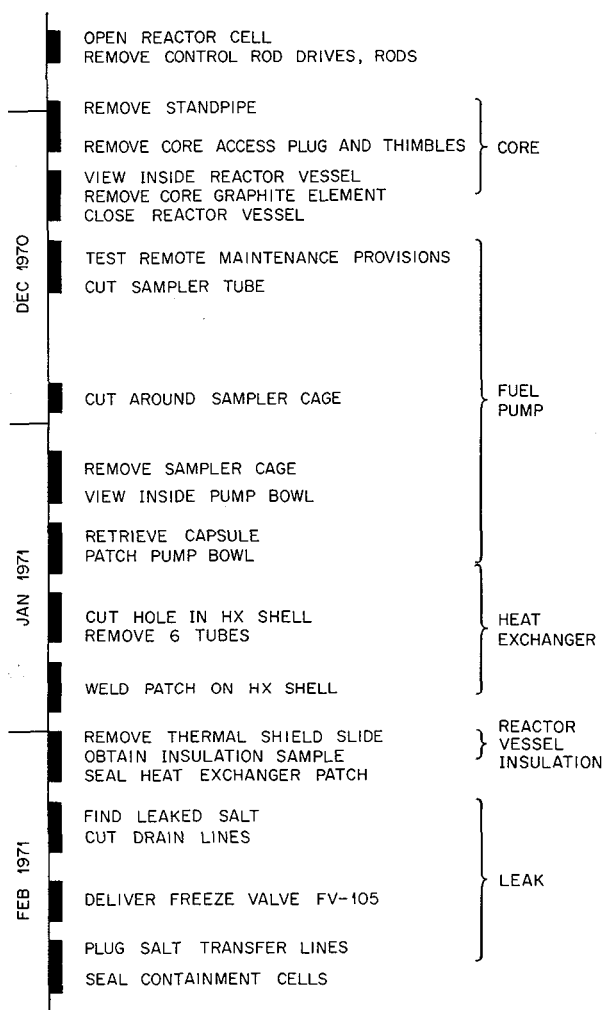 OPEN REACTOR CELL
REMOVE CONTROL ROD DRIVES, RODS
REMOVE STANDPIPE
REMOVE CORE ACCESS PLUG AND THIMBLES
CORE
VIEW INSIDE REACTOR VESSEL
REMOVE CORE GRAPHITE ELEMENT
CLOSE REACTOR VESSEL
DEC 1970
TEST REMOTE MAINTENANCE PROVISIONS
CUT SAMPLER TUBE
CUT AROUND SAMPLER CAGE
FUEL
PUMP
REMOVE SAMPLER CAGE
VIEW INSIDE PUMP BOWL
RETRIEVE CAPSULE
PATCH PUMP BOWL
JAN 1971
CUT HOLE IN HX SHELL
REMOVE 6 TUBES
HEAT
EXCHANGER
WELD PATCH ON HX SHELL
REMOVE THERMAL SHIELD SLIDE
OBTAIN INSULATION SAMPLE
SEAL HEAT EXCHANGER PATCH
REACTOR
VESSEL
INSULATION
FIND LEAKED SALT
CUT DRAIN LINES
FEB 1971
DELIVER FREEZE VALVE FV-105
LEAK
PLUG SALT TRANSFER LINES
SEAL CONTAINMENT CELLS